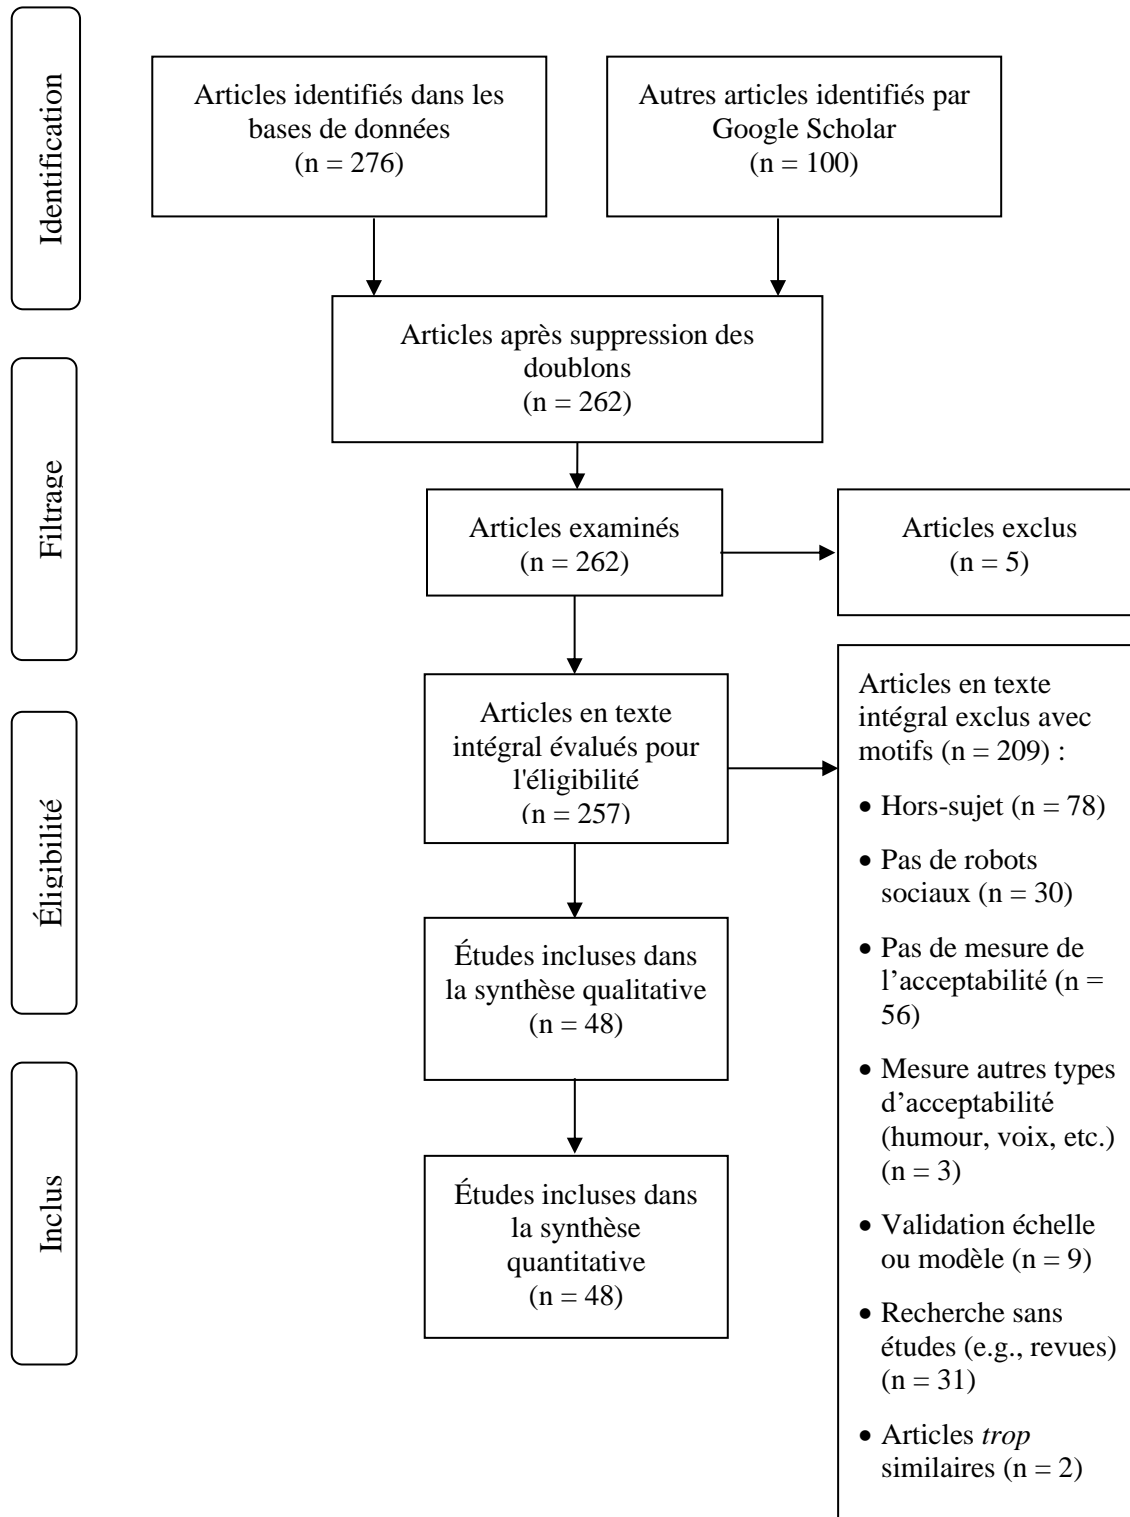 Identification
Articles identifiés dans les
bases de données
(n = 276)
Autres articles identifiés par
Google Scholar
(n = 100)
Articles après suppression des
doublons
(n = 262)
Filtrage
Articles examinés
(n = 262)
Articles exclus
(n = 5)
Éligibilité
Articles en texte
intégral évalués pour
l'éligibilité
(n = 257)
Articles en texte
intégral exclus avec
motifs (n = 209) :
• Hors-sujet (n = 78)
• Pas de robots
sociaux (n = 30)
• Pas de mesure de
l’acceptabilité (n =
56)
• Mesure autres types
d’acceptabilité
(humour, voix, etc.)
(n = 3)
• Validation échelle
ou modèle (n = 9)
• Recherche sans
études (e.g., revues)
(n = 31)
• Articles trop
similaires (n = 2)
Études incluses dans
la synthèse qualitative
(n = 48)
Inclus
Études incluses dans
la synthèse
quantitative
(n = 48)